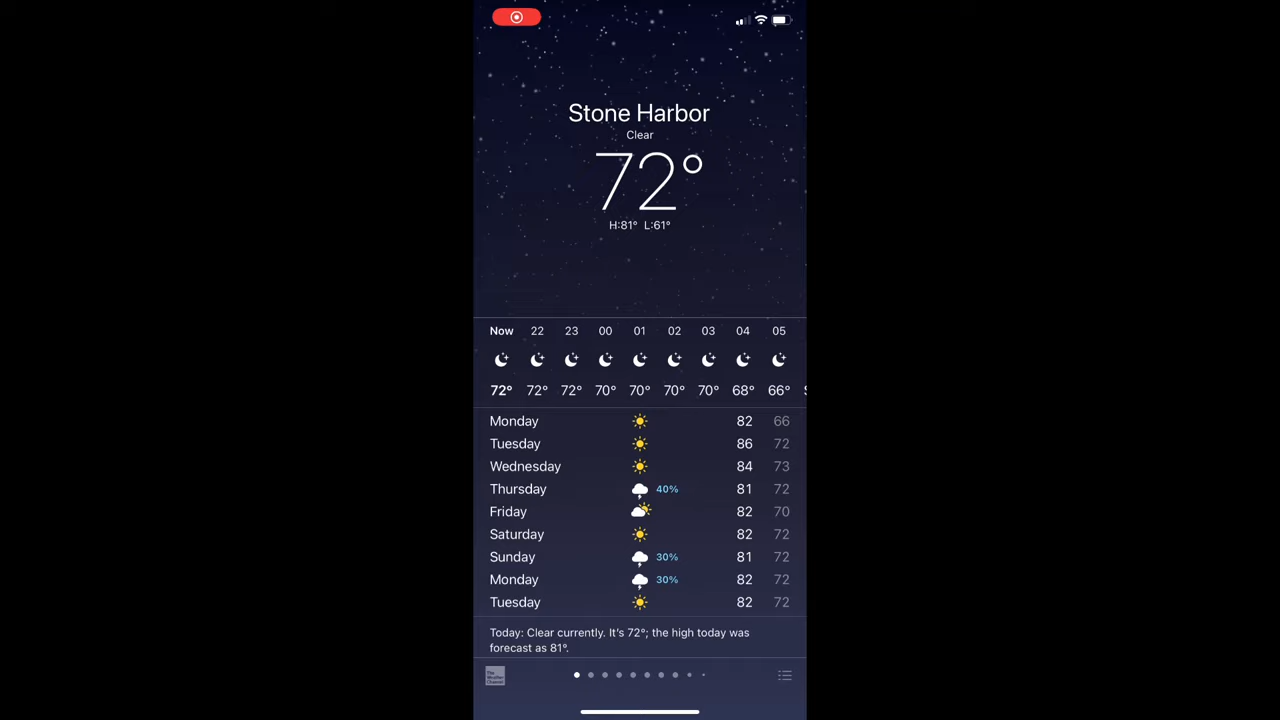 Stone Harbor
Clear
72°
H:81° L:61°
Now 22 23 00 01 02 03 04 05
72° 72° 72° 70° 70° 70° 70° 68° 66°
Monday 82 66
Tuesday 86 72
Wednesday 84 73
Thursday 40% 81 72
Friday 82 70
Saturday 82 72
Sunday 30% 81 72
Monday 30% 82 72
Tuesday 82 72
Today: Clear currently. It's 72°; the high today was
forecast as 81°.
The
Weather
Channel